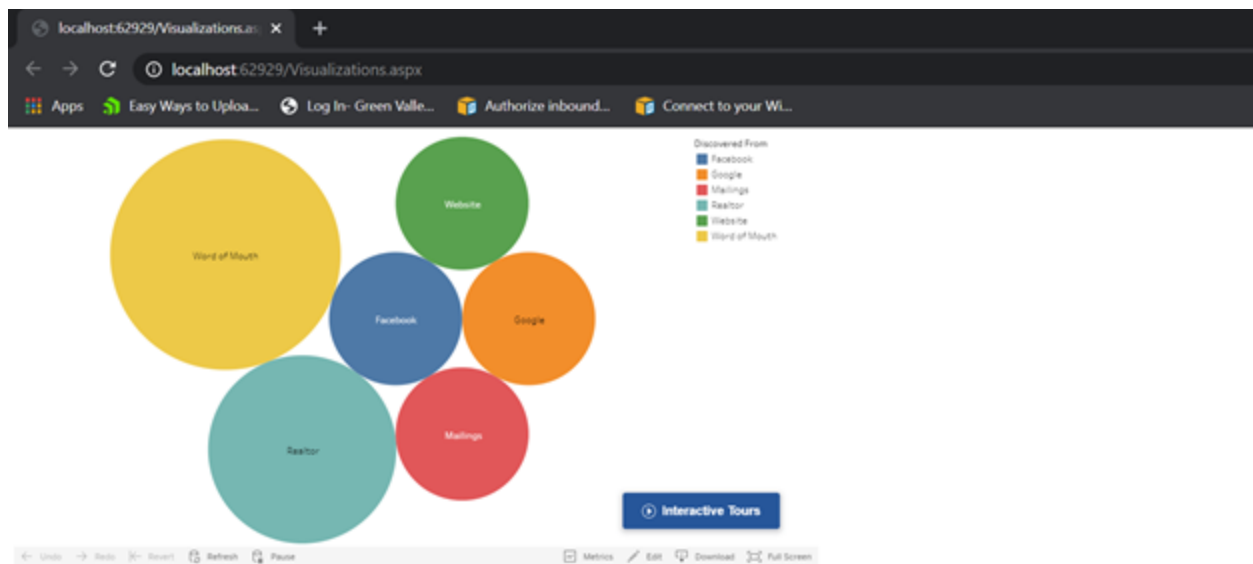 localhost:62929/Visualizations.as
localhost:62929/Visualizations.aspx
Apps Easy Ways to Uploa... Log In- Green Valle... Authorize inbound... Connect to your Wi...
Discovered From
Facebook
Google
Mailings
Realtor
Website
Word of Mouth
Website
Word of Mouth
Facebook
Google
Mailings
Realtor
Interactive Tours
Undo Redo Revert Refresh Pause Metrics Edit Download Full Screen